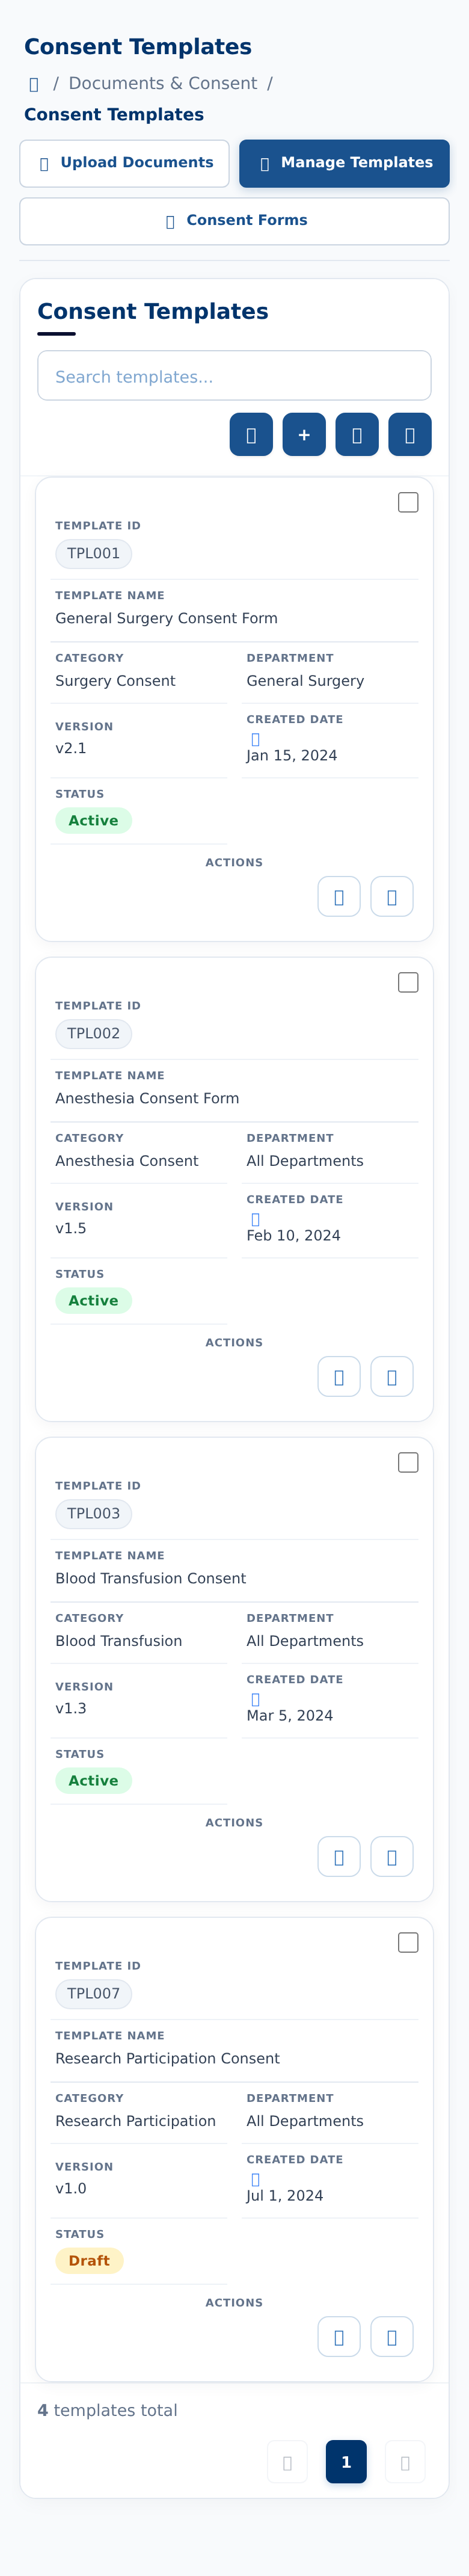 Consent Templates
/ Documents & Consent /
Consent Templates
Upload Documents
Manage Templates
Consent Forms
Consent Templates
Search templates...
+
TEMPLATE ID
TPL001
TEMPLATE NAME
General Surgery Consent Form
CATEGORY
Surgery Consent
DEPARTMENT
General Surgery
VERSION
v2.1
CREATED DATE
Jan 15, 2024
STATUS
Active
ACTIONS
TEMPLATE ID
TPL002
TEMPLATE NAME
Anesthesia Consent Form
CATEGORY
Anesthesia Consent
DEPARTMENT
All Departments
VERSION
v1.5
CREATED DATE
Feb 10, 2024
STATUS
Active
ACTIONS
TEMPLATE ID
TPL003
TEMPLATE NAME
Blood Transfusion Consent
CATEGORY
Blood Transfusion
DEPARTMENT
All Departments
VERSION
v1.3
CREATED DATE
Mar 5, 2024
STATUS
Active
ACTIONS
TEMPLATE ID
TPL007
TEMPLATE NAME
Research Participation Consent
CATEGORY
Research Participation
DEPARTMENT
All Departments
VERSION
v1.0
CREATED DATE
Jul 1, 2024
STATUS
Draft
ACTIONS
4 templates total
1